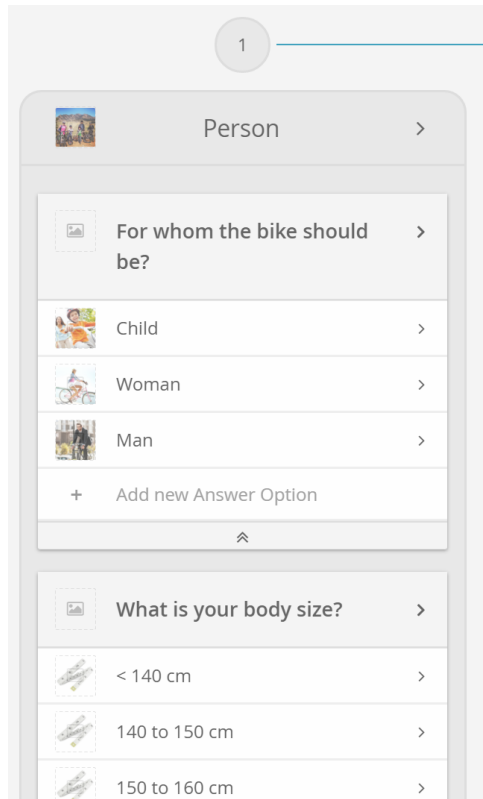 1
Person
For whom the bike should
be?
Child
Woman
Man
+ Add new Answer Option
What is your body size?
< 140 cm
140 to 150 cm
150 to 160 cm